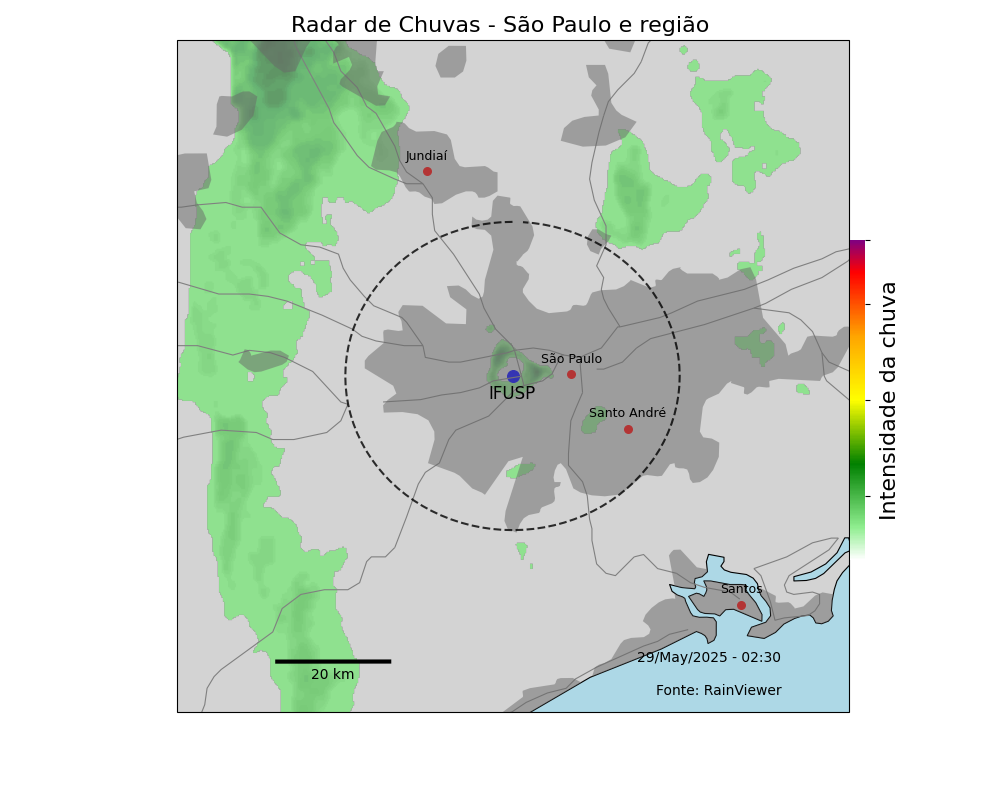 Radar de Chuvas - São Paulo e região
Jundiaí
São Paulo
IFUSP
Santo André
Intensidade da chuva
Santos
29/May/2025 - 02:30
20 km
Fonte: RainViewer